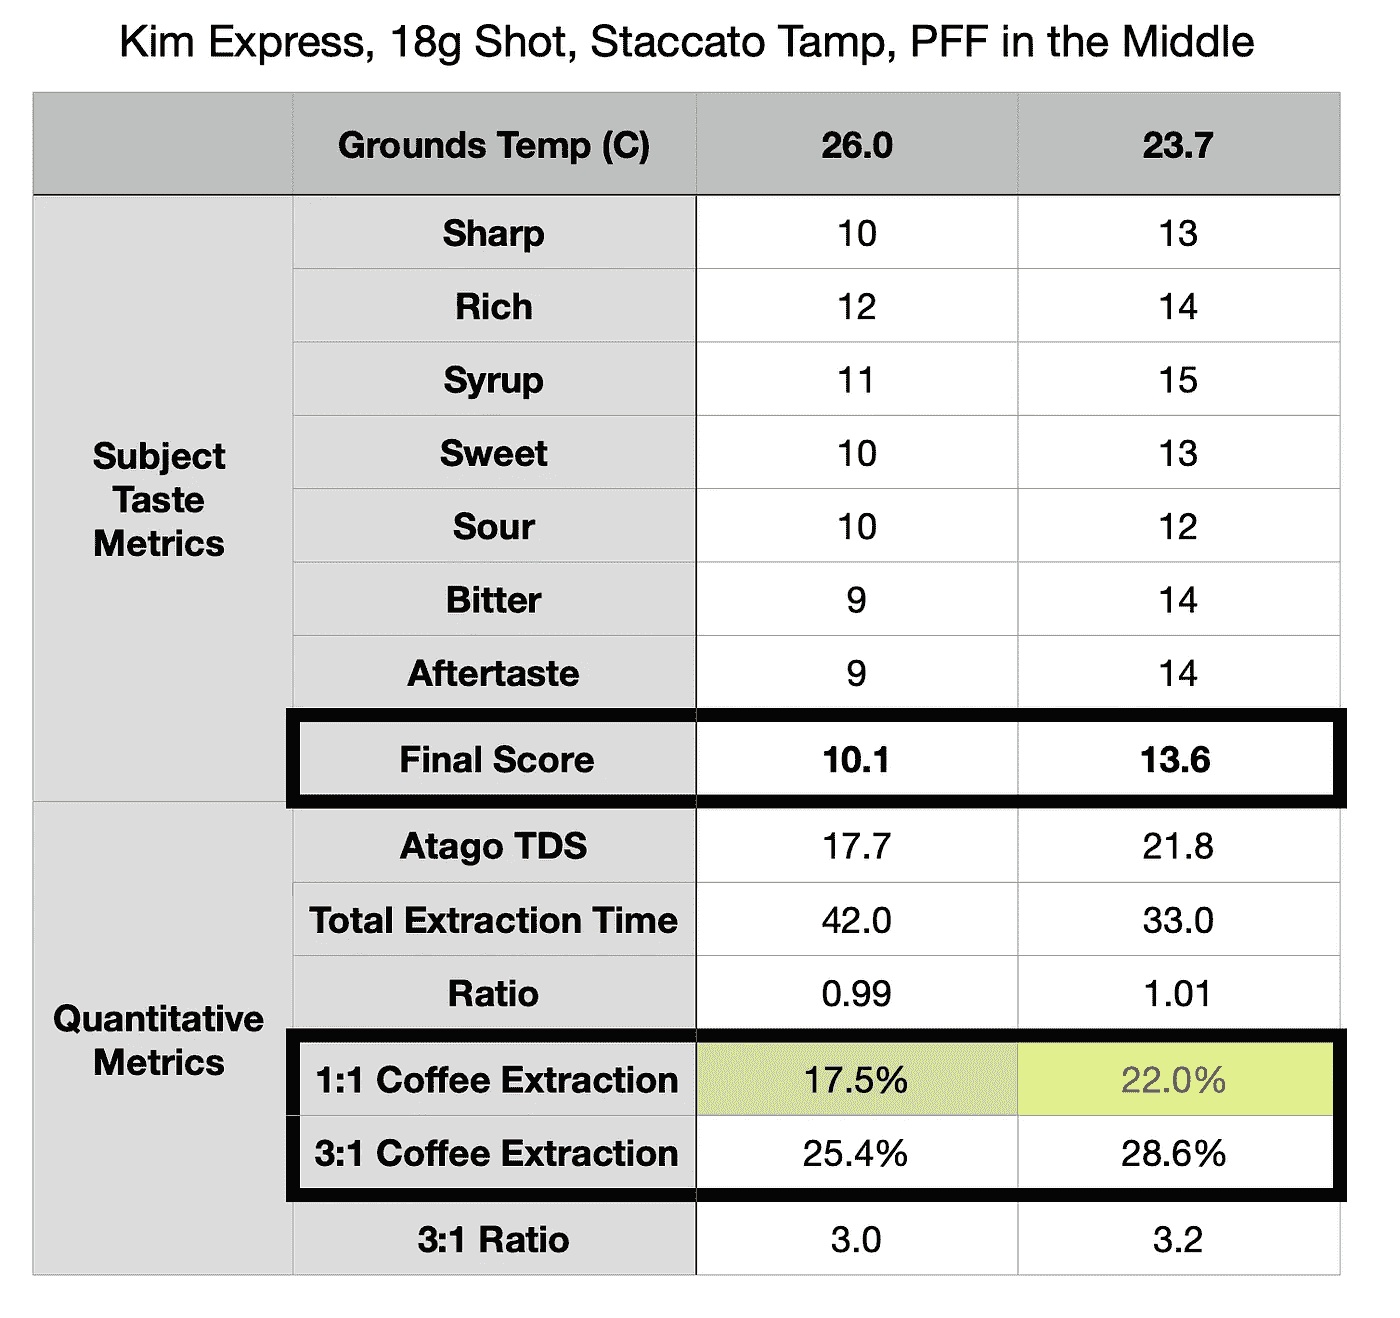 Kim Express, 18g Shot, Staccato Tamp, PFF in the Middle
Grounds Temp (C) 26.0 23.7
Subject
Taste
Metrics
Sharp 10 13
Rich 12 14
Syrup 11 15
Sweet 10 13
Sour 10 12
Bitter 9 14
Aftertaste 9 14
Final Score 10.1 13.6
Quantitative
Metrics
Atago TDS 17.7 21.8
Total Extraction Time 42.0 33.0
Ratio 0.99 1.01
1:1 Coffee Extraction 17.5% 22.0%
3:1 Coffee Extraction 25.4% 28.6%
3:1 Ratio 3.0 3.2